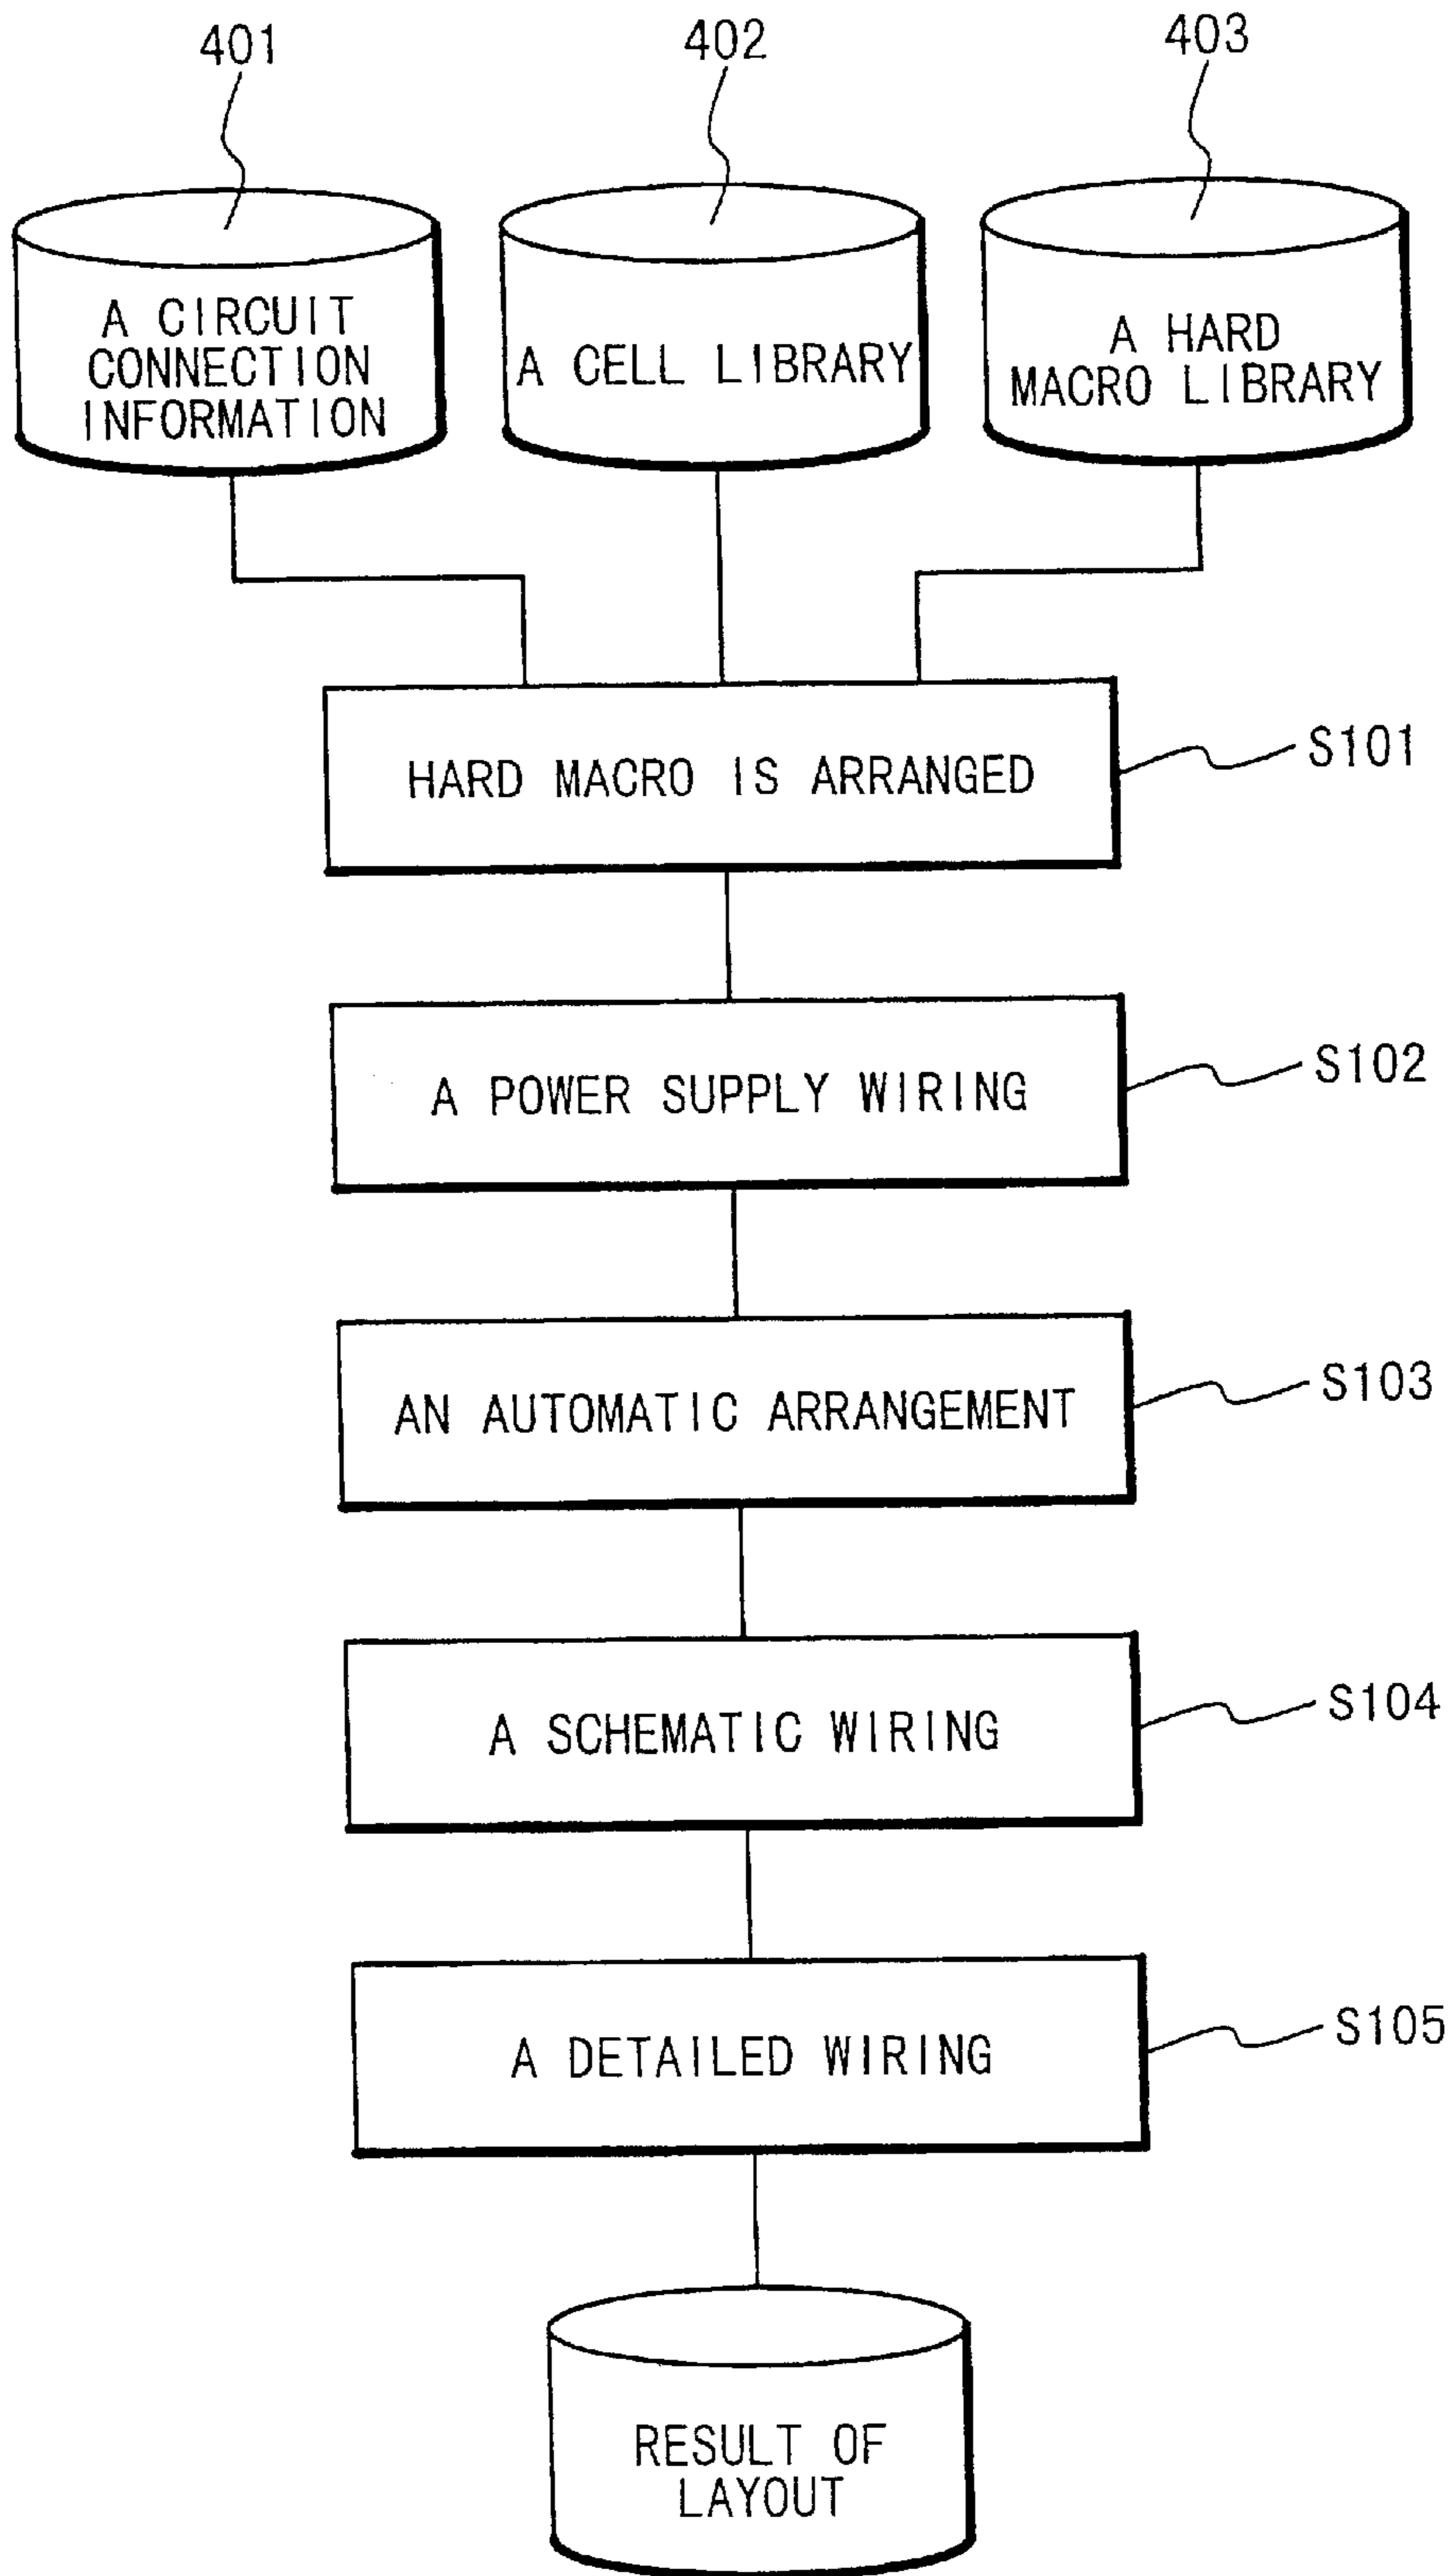 401
402
403
A CIRCUIT
CONNECTION
INFORMATION
A CELL LIBRARY
A HARD
MACRO LIBRARY
HARD MACRO IS ARRANGED
S101
A POWER SUPPLY WIRING
S102
AN AUTOMATIC ARRANGEMENT
S103
A SCHEMATIC WIRING
S104
A DETAILED WIRING
S105
RESULT OF
LAYOUT